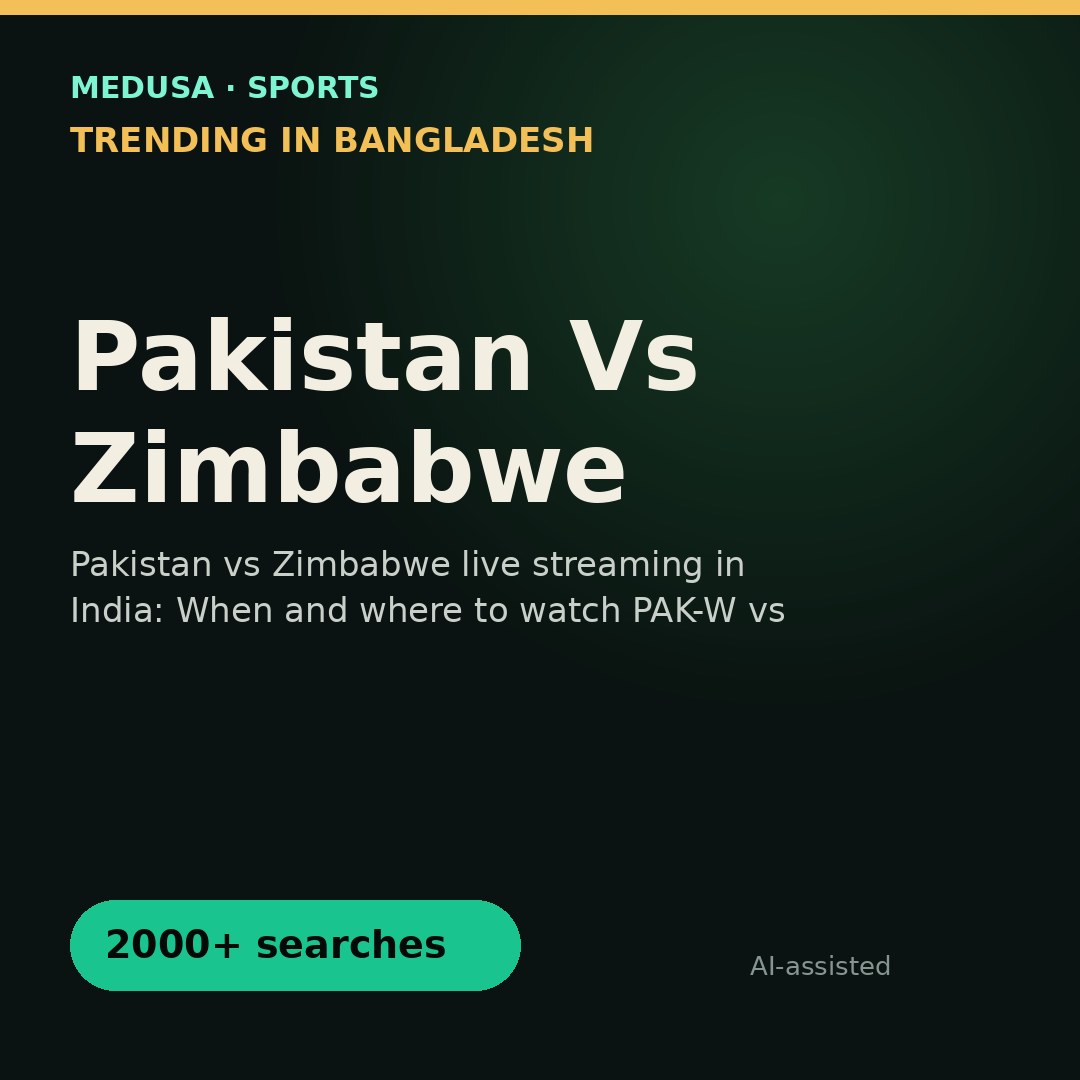 MEDUSA · SPORTS
TRENDING IN BANGLADESH
Pakistan Vs
Zimbabwe
Pakistan vs Zimbabwe live streaming in
India: When and where to watch PAK-W vs
2000+ searches
AI-assisted